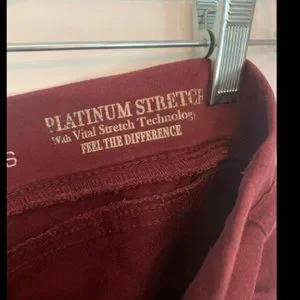 PLATINUM STRETCH
With Vital Stretch Technology
FEEL THE DIFFERENCE
S